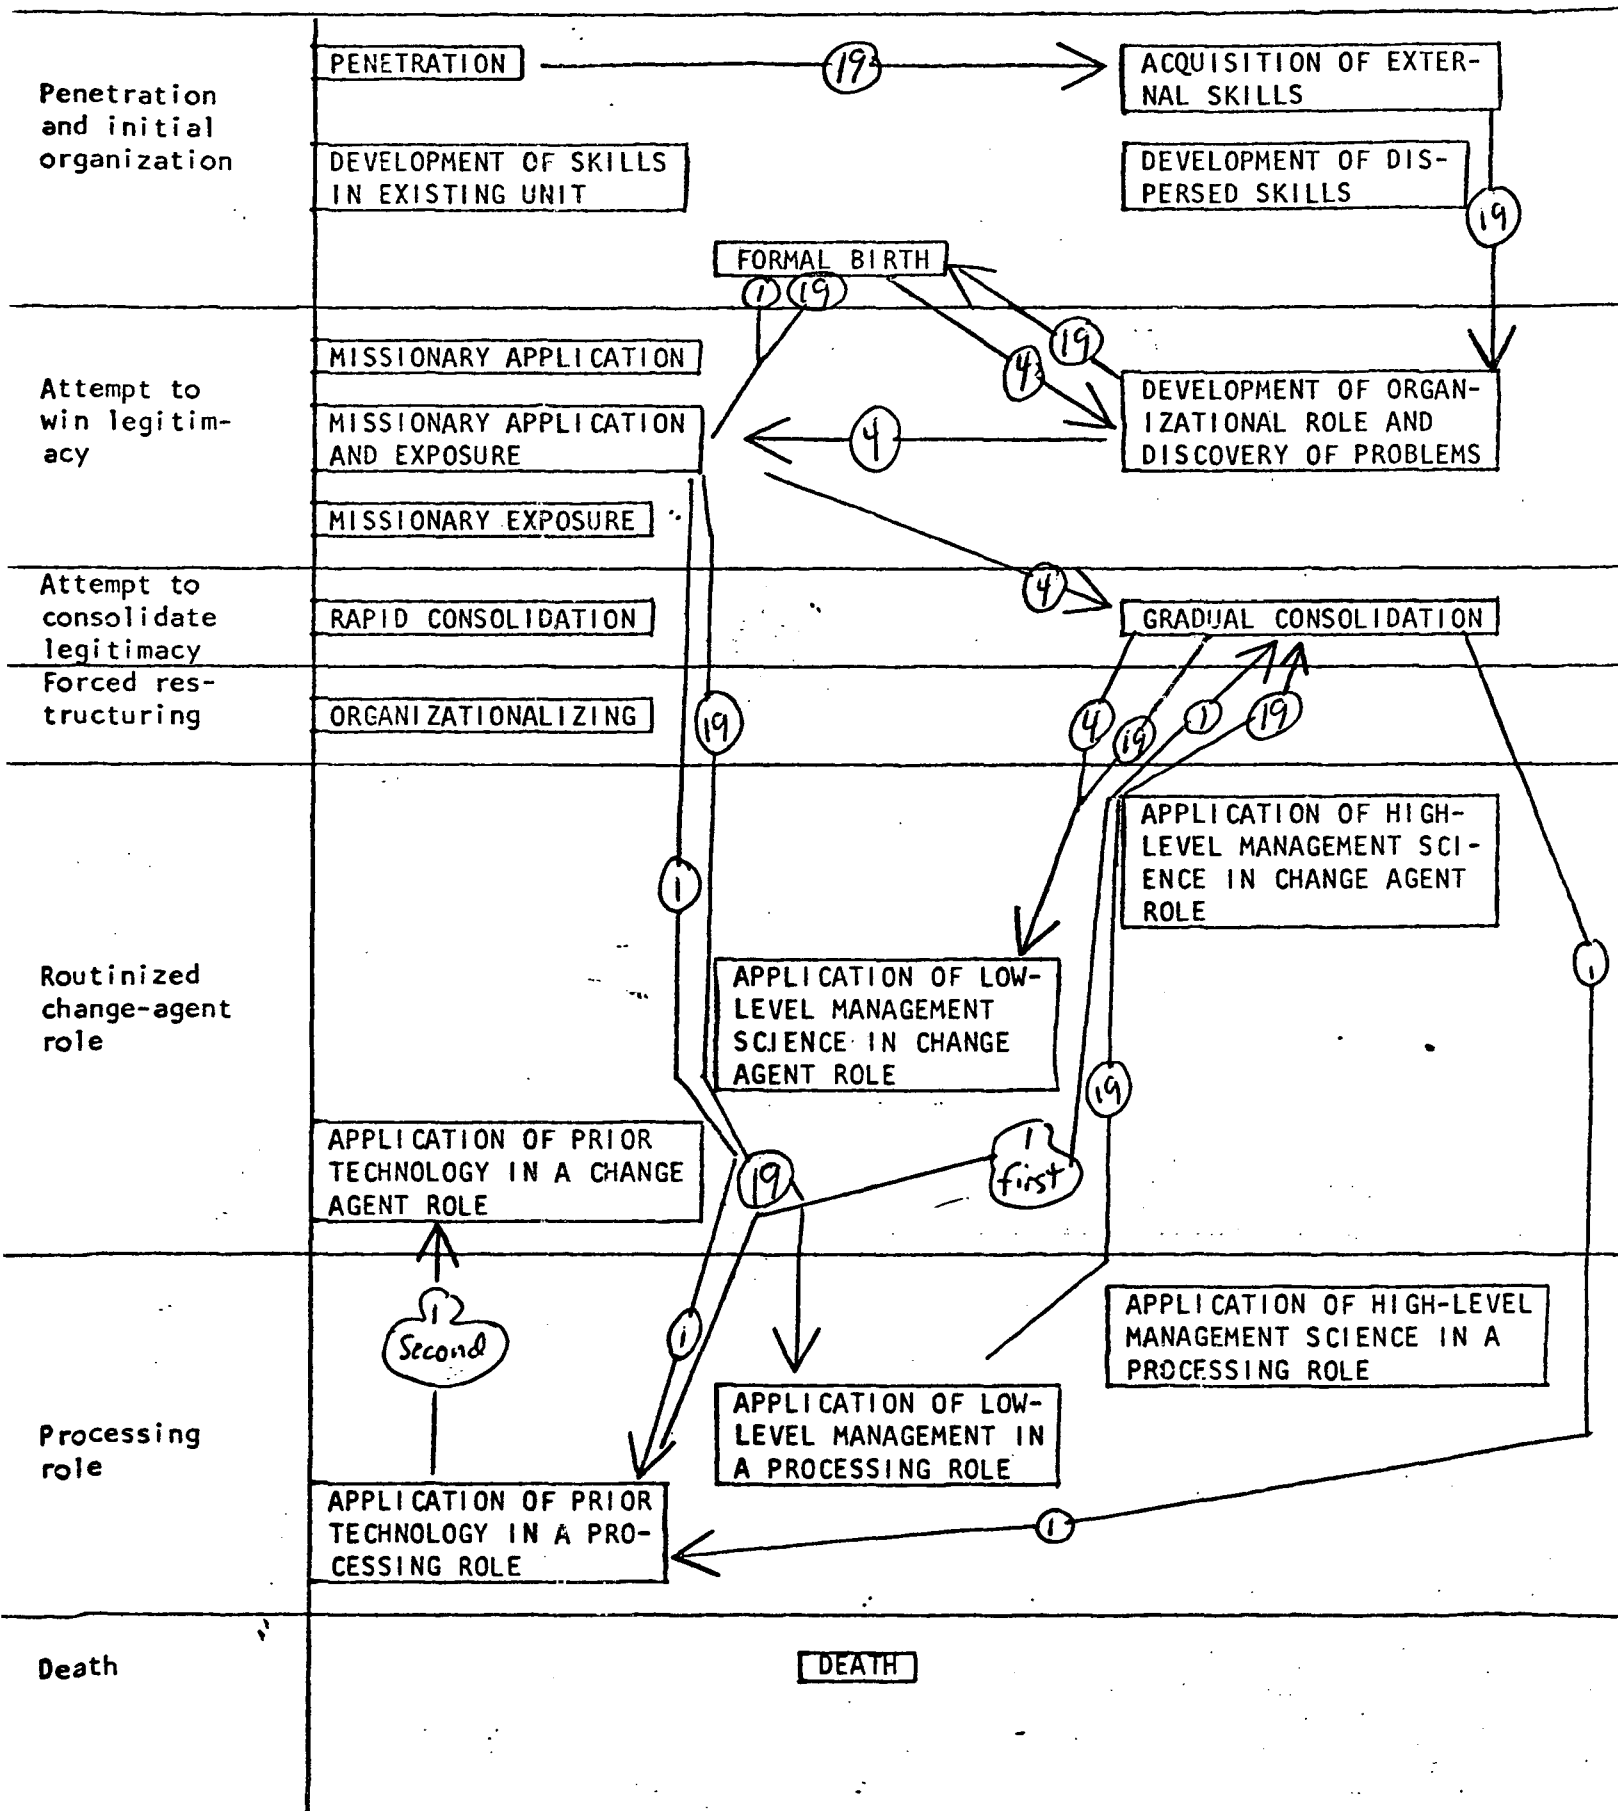 Penetration
and initial
organization
PENETRATION
19
ACQUISITION OF EXTER-
NAL SKILLS
DEVELOPMENT OF SKILLS
IN EXISTING UNIT
DEVELOPMENT OF DIS-
PERSED SKILLS
19
FORMAL BIRTH
1
19
Attempt to
win legitim-
acy
MISSIONARY APPLICATION
19
4
MISSIONARY APPLICATION
AND EXPOSURE
4
DEVELOPMENT OF ORGAN-
IZATIONAL ROLE AND
DISCOVERY OF PROBLEMS
MISSIONARY EXPOSURE
Attempt to
consolidate
legitimacy
4
RAPID CONSOLIDATION
GRADUAL CONSOLIDATION
Forced res-
tructuring
ORGANIZATIONALIZING
19
4
19
1
19
Routinized
change-agent
role
APPLICATION OF HIGH-
LEVEL MANAGEMENT SCI-
ENCE IN CHANGE AGENT
ROLE
1
1
APPLICATION OF LOW-
LEVEL MANAGEMENT
SCIENCE IN CHANGE
AGENT ROLE
19
APPLICATION OF PRIOR
TECHNOLOGY IN A CHANGE
AGENT ROLE
19
1
first
Processing
role
1
Second
1
APPLICATION OF HIGH-LEVEL
MANAGEMENT SCIENCE IN A
PROCESSING ROLE
APPLICATION OF LOW-
LEVEL MANAGEMENT IN
A PROCESSING ROLE
APPLICATION OF PRIOR
TECHNOLOGY IN A PRO-
CESSING ROLE
1
Death
DEATH